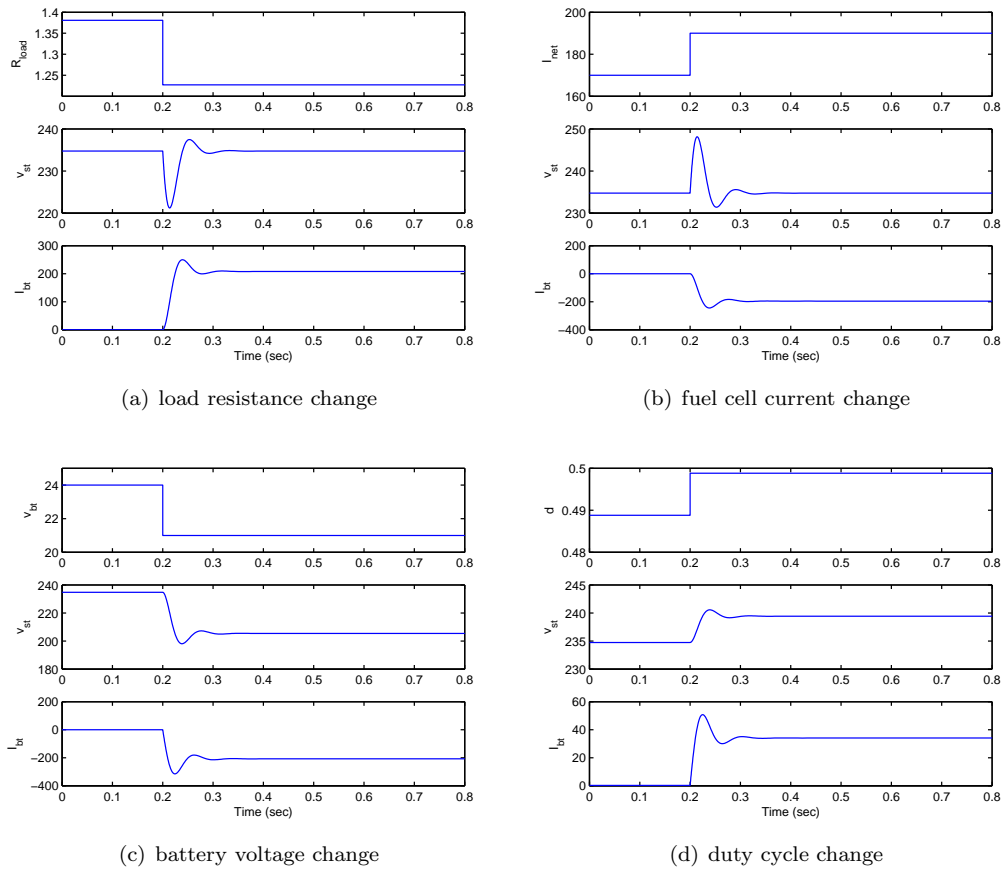 1.4
1.35
1.3
1.25
R_load
0 0.1 0.2 0.3 0.4 0.5 0.6 0.7 0.8
240
230
220
v_st
0 0.1 0.2 0.3 0.4 0.5 0.6 0.7 0.8
300
200
100
0
I_bt
0 0.1 0.2 0.3 0.4 0.5 0.6 0.7 0.8
Time (sec)
(a) load resistance change
200
180
160
I_net
0 0.1 0.2 0.3 0.4 0.5 0.6 0.7 0.8
250
240
230
v_st
0 0.1 0.2 0.3 0.4 0.5 0.6 0.7 0.8
200
0
−200
−400
I_bt
0 0.1 0.2 0.3 0.4 0.5 0.6 0.7 0.8
Time (sec)
(b) fuel cell current change
24
22
20
v_bt
0 0.1 0.2 0.3 0.4 0.5 0.6 0.7 0.8
240
220
200
180
v_st
0 0.1 0.2 0.3 0.4 0.5 0.6 0.7 0.8
200
0
−200
−400
I_bt
0 0.1 0.2 0.3 0.4 0.5 0.6 0.7 0.8
Time (sec)
(c) battery voltage change
0.5
0.49
0.48
d
0 0.1 0.2 0.3 0.4 0.5 0.6 0.7 0.8
245
240
235
230
v_st
0 0.1 0.2 0.3 0.4 0.5 0.6 0.7 0.8
60
40
20
0
I_bt
0 0.1 0.2 0.3 0.4 0.5 0.6 0.7 0.8
Time (sec)
(d) duty cycle change